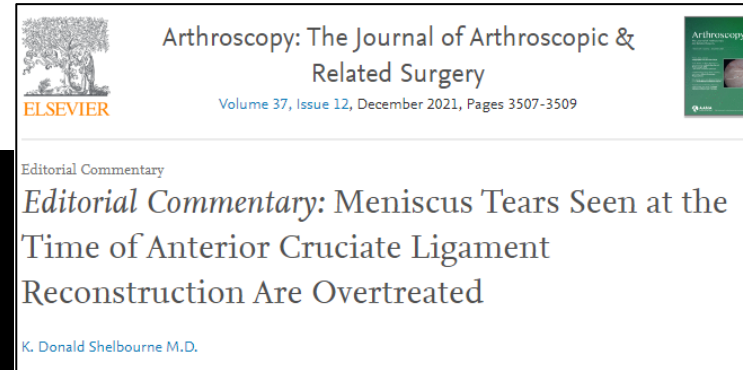 Arthroscopy: The Journal of Arthroscopic &
Related Surgery
Volume 37, Issue 12, December 2021, Pages 3507-3509
ELSEVIER
Arthroscopy
Editorial Commentary
Editorial Commentary: Meniscus Tears Seen at the
Time of Anterior Cruciate Ligament
Reconstruction Are Overtreated
K. Donald Shelbourne M.D.